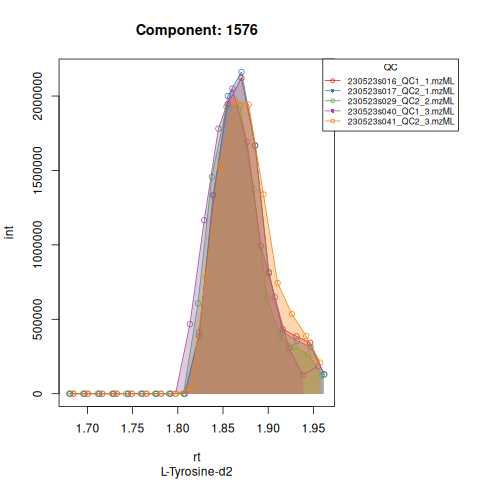 Component: 1576
QC
230523s016_QC1_1.mzML
230523s017_QC2_1.mzML
230523s029_QC2_2.mzML
230523s040_QC1_3.mzML
230523s041_QC2_3.mzML
int
2000000
1500000
1000000
500000
0
1.70 1.75 1.80 1.85 1.90 1.95
rt
L-Tyrosine-d2